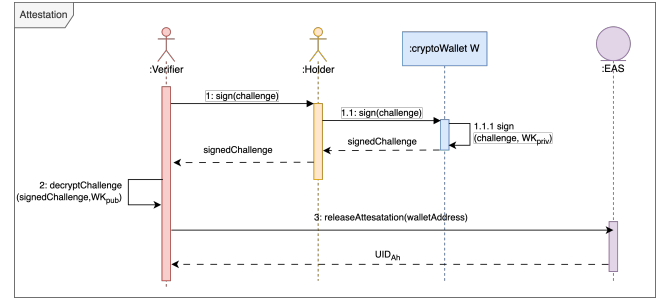 Attestation
:Verifier
:Holder
:cryptoWallet W
:EAS
1: sign(challenge)
1.1: sign(challenge)
1.1.1 sign
(challenge, WKpriv)
signedChallenge
signedChallenge
2: decryptChallenge
(signedChallenge,WKpub)
3: releaseAttesatation(walletAddress)
UIDAh